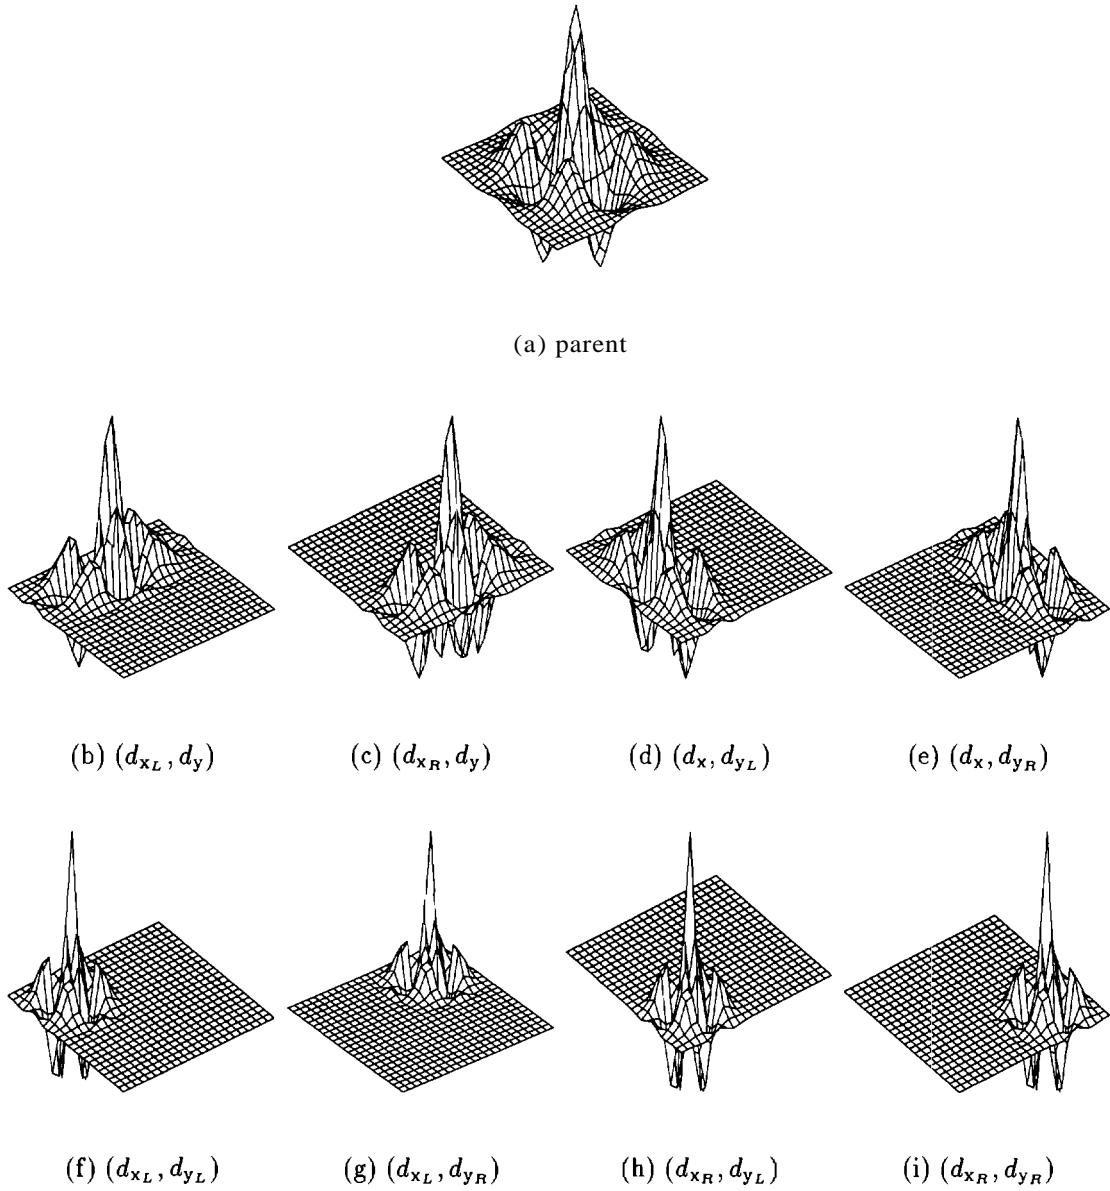 (a) parent
(b) (d_{x_L}, d_y) (c) (d_{x_R}, d_y) (d) (d_x, d_{y_L}) (e) (d_x, d_{y_R})
(f) (d_{x_L}, d_{y_L}) (g) (d_{x_L}, d_{y_R}) (h) (d_{x_R}, d_{y_L}) (i) (d_{x_R}, d_{y_R})